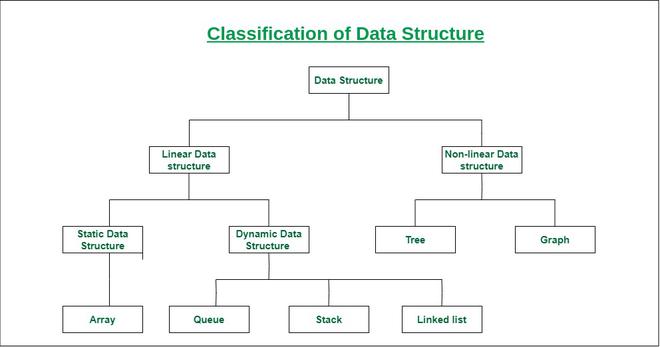 Classification of Data Structure
Data Structure
Linear Data
structure
Non-linear Data
structure
Static Data
Structure
Dynamic Data
Structure
Tree
Graph
Array
Queue
Stack
Linked list